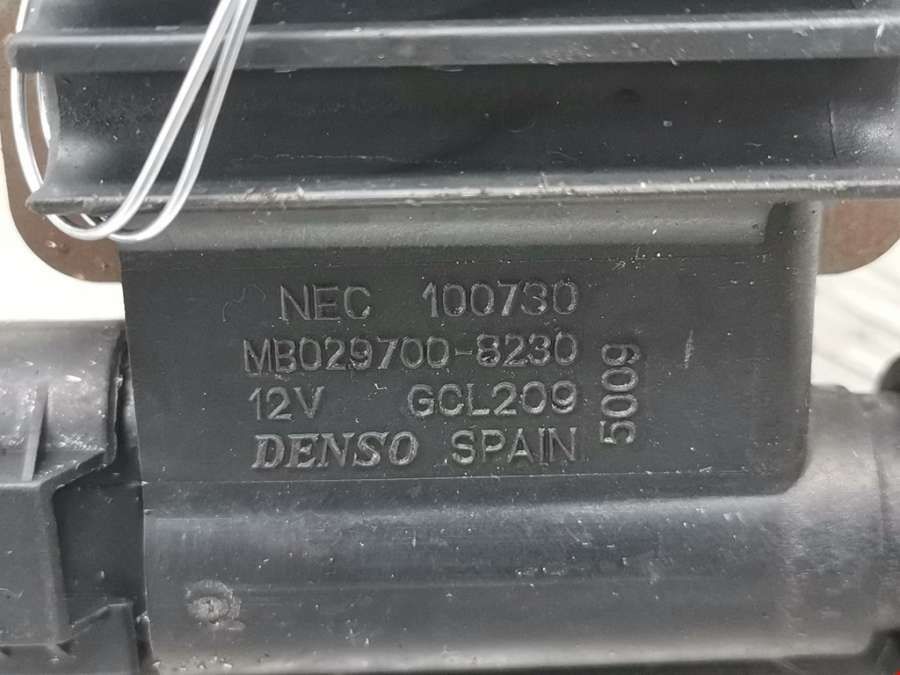 NEC 100730
MB029700-8230
12V GCL209
DENSO SPAIN
5009